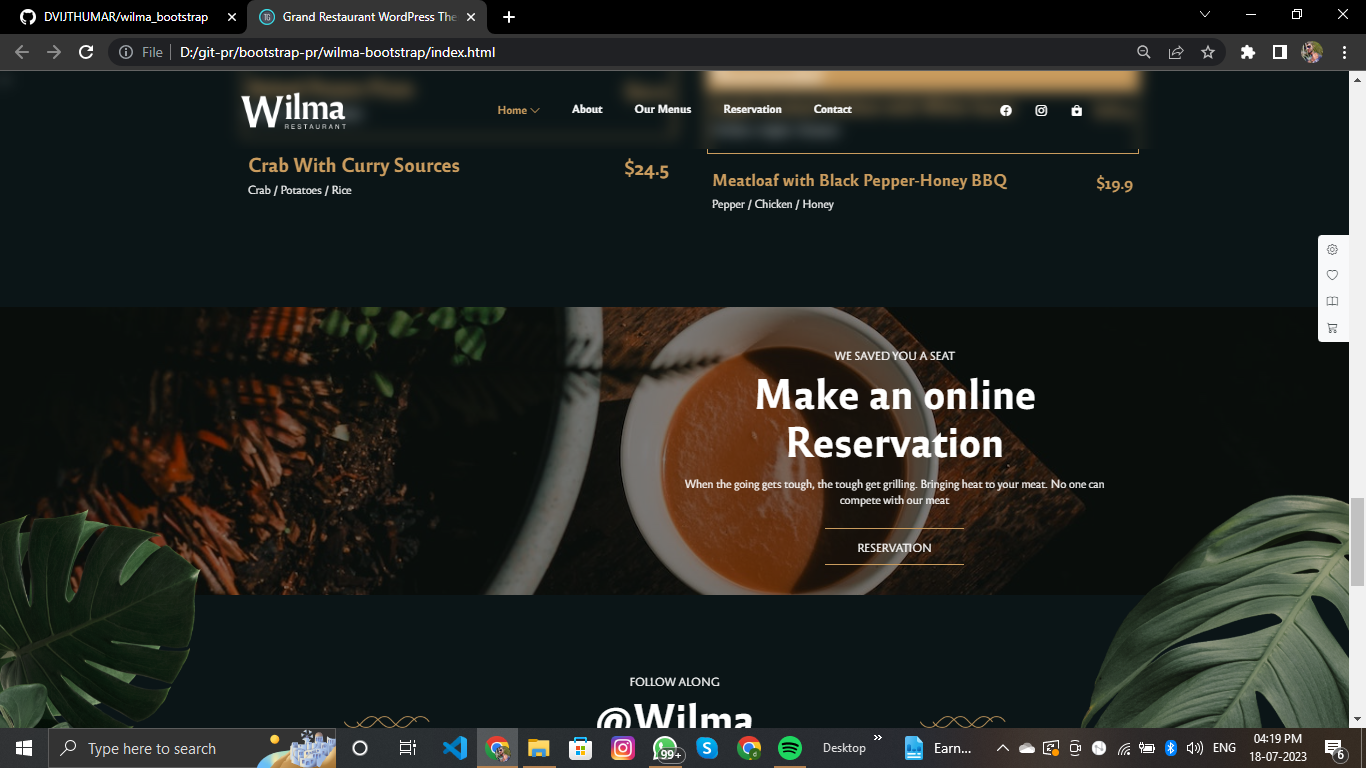 DVIJTHUMAR/wilma_bootstrap
Grand Restaurant WordPress The
File
D:/git-pr/bootstrap-pr/wilma-bootstrap/index.html
Wilma
RESTAURANT
Home
About
Our Menus
Reservation
Contact
Crab With Curry Sources
$24.5
Crab / Potatoes / Rice
Meatloaf with Black Pepper-Honey BBQ
$19.9
Pepper / Chicken / Honey
WE SAVED YOU A SEAT
Make an online
Reservation
When the going gets tough, the tough get grilling. Bringing heat to your meat. No one can
compete with our meat
RESERVATION
FOLLOW ALONG
@Wilma
Type here to search
99+
Desktop
Earn...
ENG
04:19 PM
18-07-2023
6